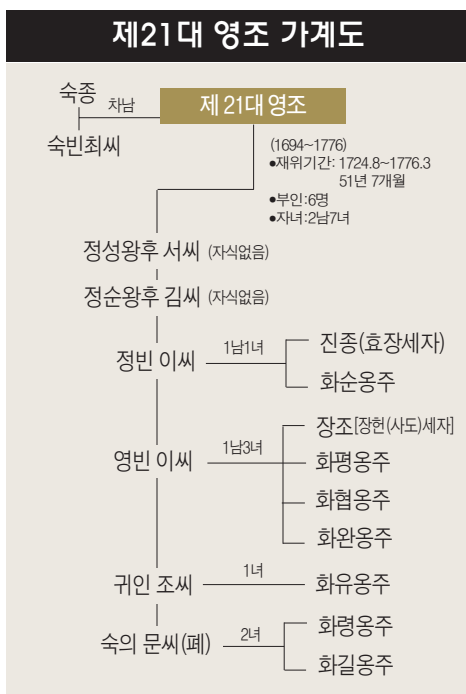 제21대 영조 가계도
숙종
차남
제 21대 영조
숙빈최씨
(1694~1776)
●재위기간: 1724.8~1776.3
51년 7개월
●부인:6명
●자녀:2남7녀
정성왕후 서씨 (자식없음)
정순왕후 김씨 (자식없음)
정빈 이씨
1남1녀
진종(효장세자)
화순옹주
영빈 이씨
1남3녀
장조[장헌(사도)세자]
화평옹주
화협옹주
화완옹주
귀인 조씨
1녀
화유옹주
숙의 문씨(폐)
2녀
화령옹주
화길옹주